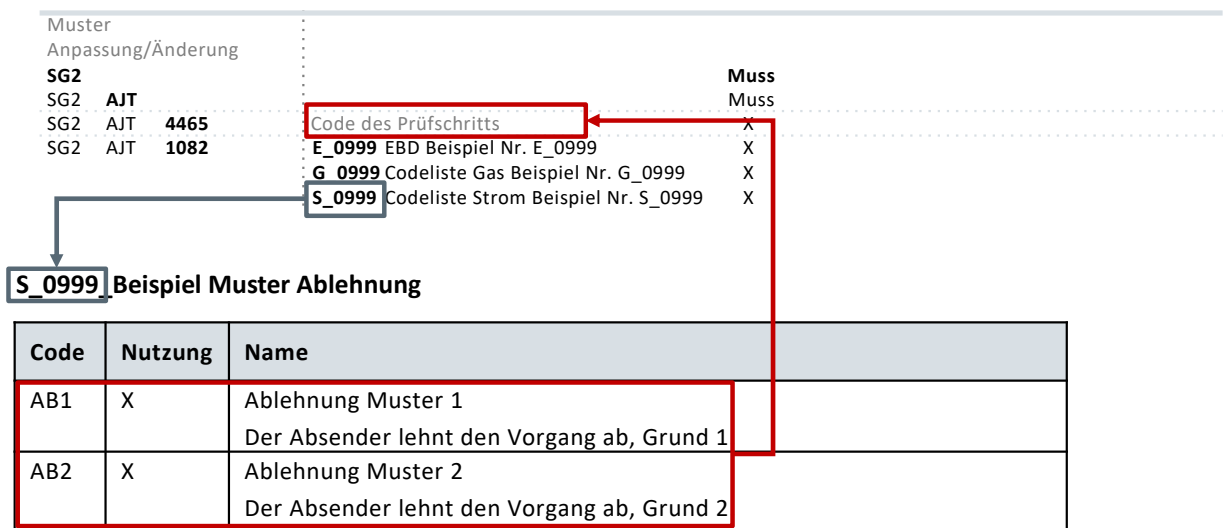 Muster
Anpassung/Änderung
SG2 Muss
SG2 AJT Muss
SG2 AJT 4465 Code des Prüfschritts X
SG2 AJT 1082 E_0999 EBD Beispiel Nr. E_0999 X
G_0999 Codeliste Gas Beispiel Nr. G_0999 X
S_0999 Codeliste Strom Beispiel Nr. S_0999 X
S_0999_Beispiel Muster Ablehnung
Code Nutzung Name
AB1 X Ablehnung Muster 1
Der Absender lehnt den Vorgang ab, Grund 1
AB2 X Ablehnung Muster 2
Der Absender lehnt den Vorgang ab, Grund 2